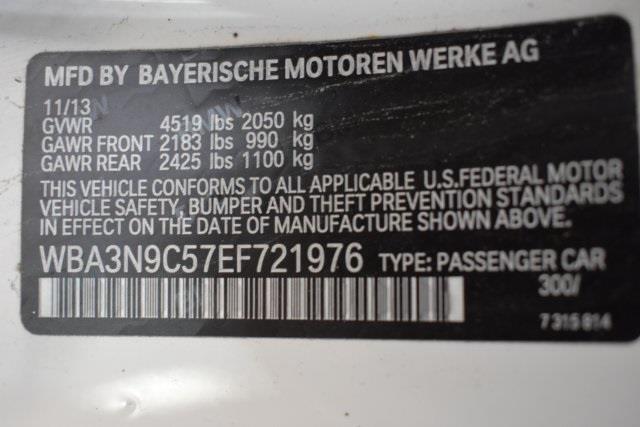 MFD BY BAYERISCHE MOTOREN WERKE AG
11/13
GVWR 4519 lbs 2050 kg
GAWR FRONT 2183 lbs 990 kg
GAWR REAR 2425 lbs 1100 kg
THIS VEHICLE CONFORMS TO ALL APPLICABLE U.S.FEDERAL MOTOR
VEHICLE SAFETY, BUMPER AND THEFT PREVENTION STANDARDS
IN EFFECT ON THE DATE OF MANUFACTURE SHOWN ABOVE.
WBA3N9C57EF721976 TYPE: PASSENGER CAR
300/
7 315 814